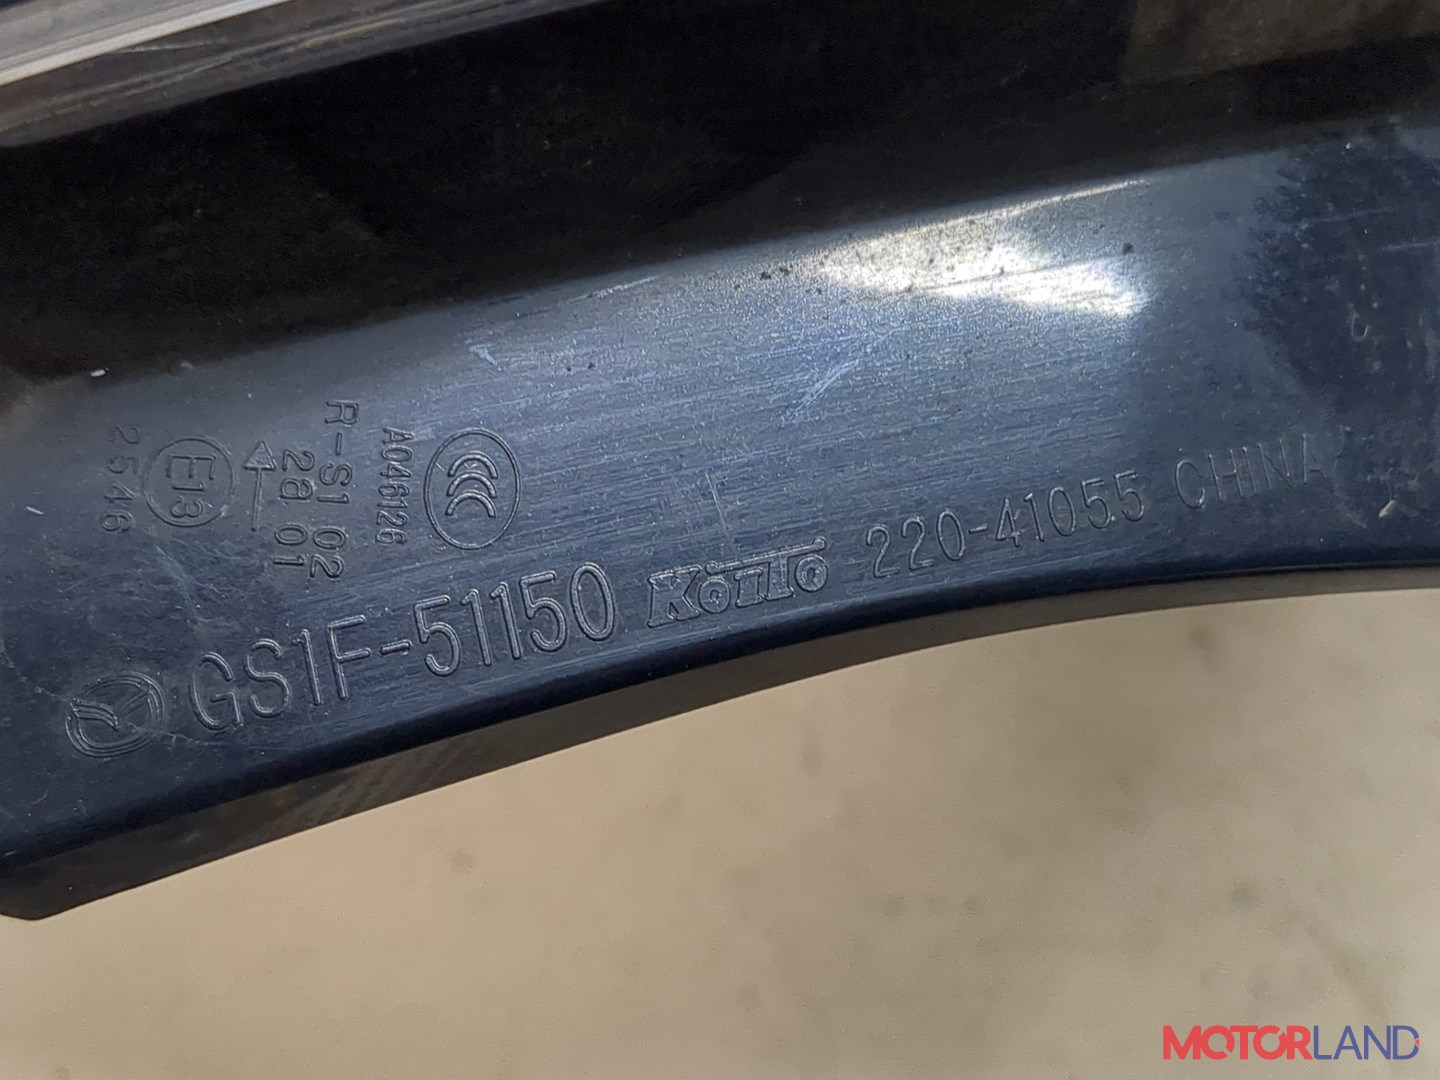 GS1F-51150 KOITO 220-41055 CHINA
A046126
R-S1 02
2a 01
E13
2546
MOTORLAND